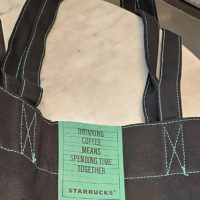 DRINKING
COFFEE
MEANS
SPENDING TIME
TOGETHER
STARBUCKS